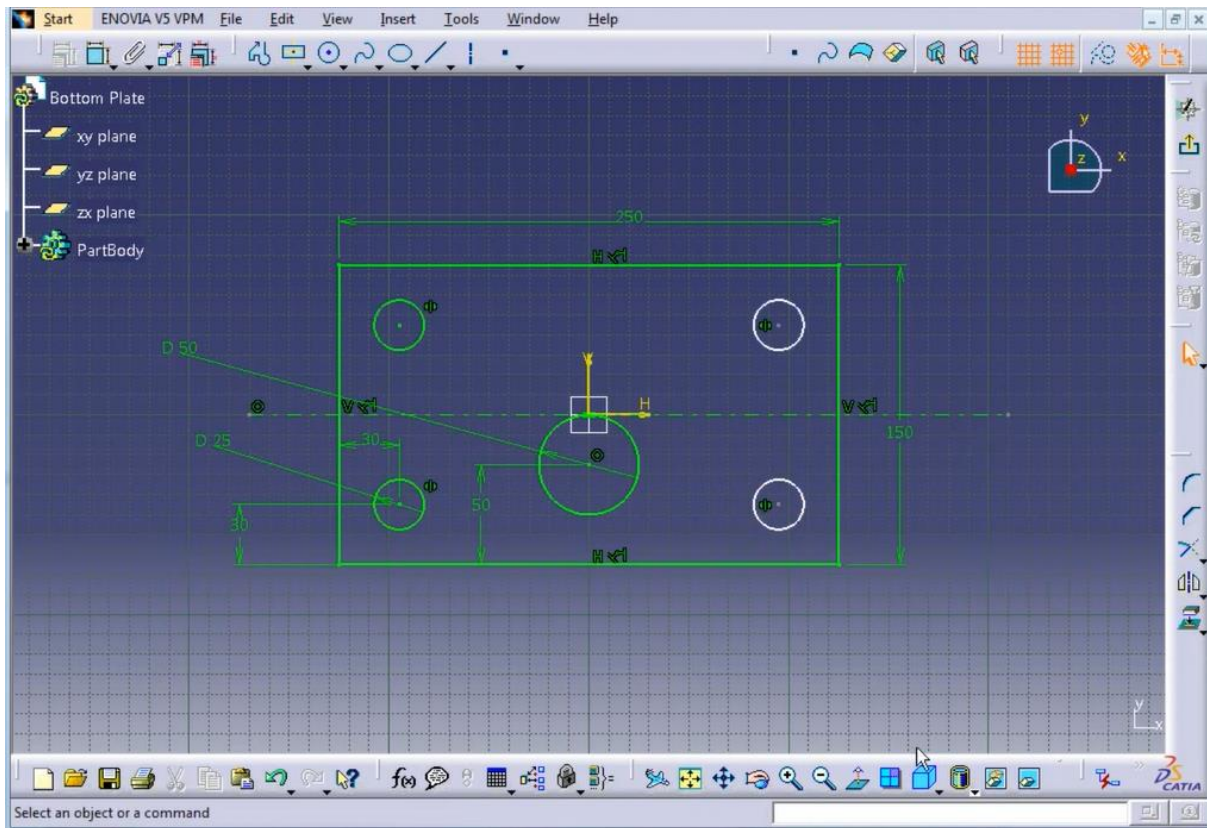 Start ENOVIA V5 VPM File Edit View Insert Tools Window Help
Bottom Plate
xy plane
yz plane
zx plane
PartBody
y
z x
250
H
D 50
V
H
V
V
150
D 25
30
50
30
H
y
x
f(x)
DS CATIA
Select an object or a command